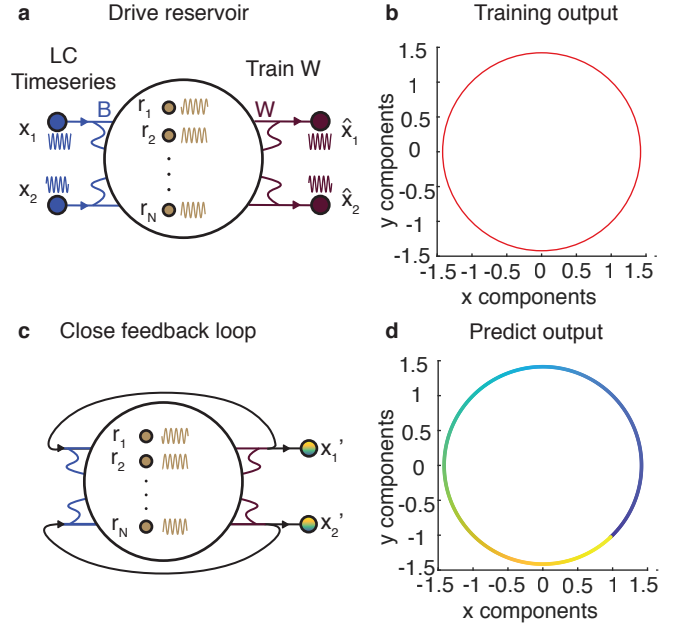 a Drive reservoir
LC
Timeseries
Train W
B
W
x1
x2
r1
r2
rN
x̂1
x̂2
b Training output
1.5
1
0.5
0
-0.5
-1
-1.5
-1.5 -1 -0.5 0 0.5 1 1.5
x components
y components
c Close feedback loop
r1
r2
rN
x1'
x2'
d Predict output
1.5
1
0.5
0
-0.5
-1
-1.5
-1.5 -1 -0.5 0 0.5 1 1.5
x components
y components